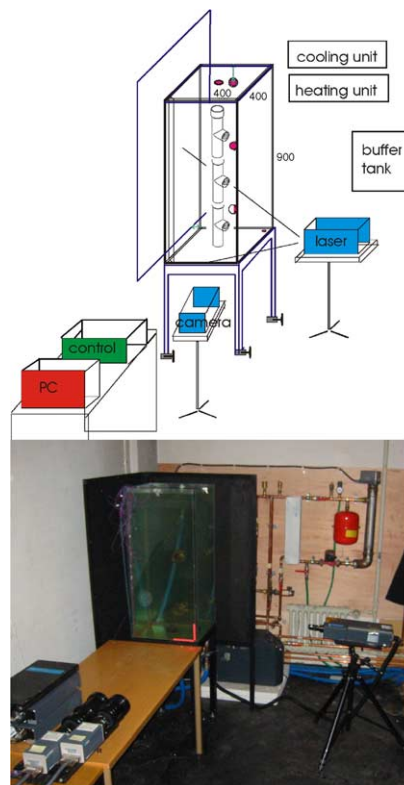 cooling unit
heating unit
400
400
900
buffer
tank
laser
camera
control
PC